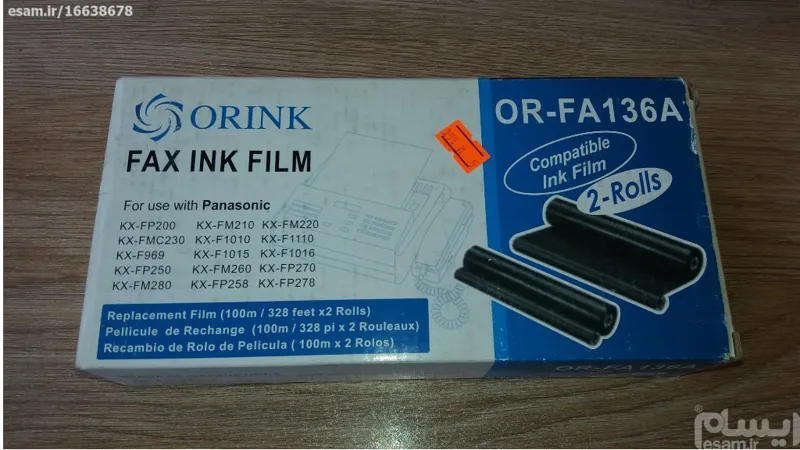 esam.ir/16638678
ORINK
OR-FA136A
FAX INK FILM
Compatible
Ink Film
2-Rolls
For use with Panasonic
KX-FP200 KX-FM210 KX-FM220
KX-FMC230 KX-F1010 KX-F1110
KX-F969 KX-F1015 KX-F1016
KX-FP250 KX-FM260 KX-FP270
KX-FM280 KX-FP258 KX-FP278
Replacement Film (100m / 328 feet x2 Rolls)
Pellicule de Rechange (100m / 328 pi x 2 Rouleaux)
Recambio de Rolo de Pelicula ( 100m x 2 Rolos)
OR-FA136A
ایسام
esam.ir